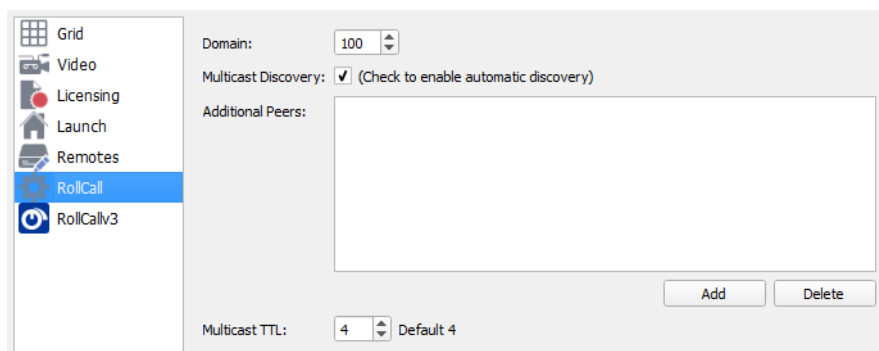 Grid
Video
Licensing
Launch
Remotes
RollCall
RollCallv3
Domain: 100
Multicast Discovery: (Check to enable automatic discovery)
Additional Peers:
Add Delete
Multicast TTL: 4 Default 4